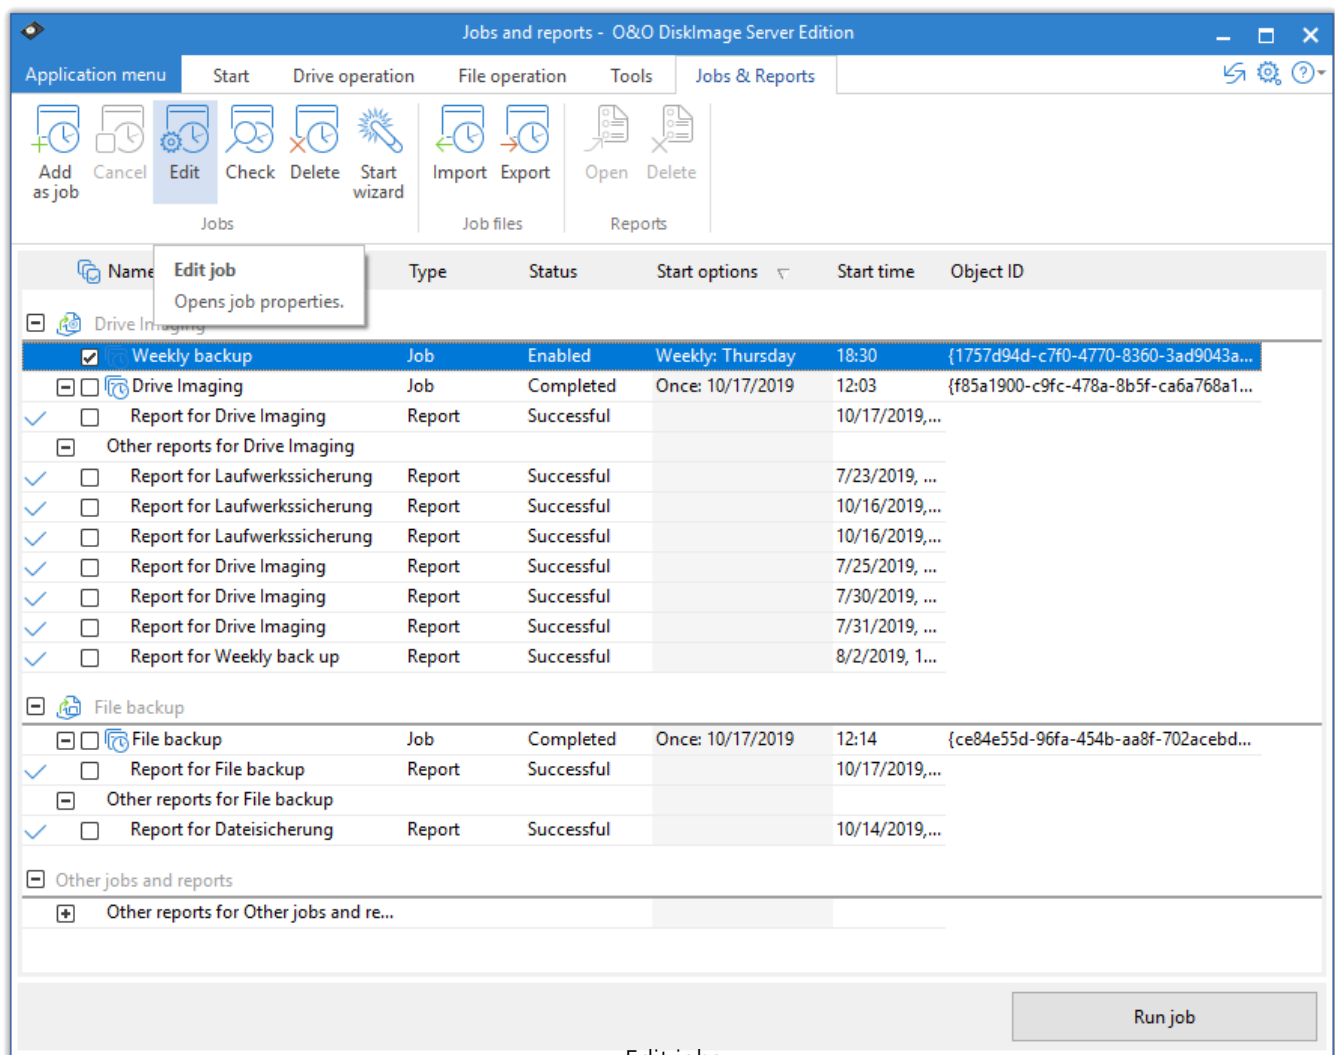 Jobs and reports - O&O DiskImage Server Edition
Application menu Start Drive operation File operation Tools Jobs & Reports
Add as job Cancel Edit Check Delete Start wizard Import Export Open Delete
Jobs Job files Reports
Name Type Status Start options Start time Object ID
Edit job
Opens job properties.
Drive Imaging
Weekly backup Job Enabled Weekly: Thursday 18:30 {1757d94d-c7f0-4770-8360-3ad9043a...
Drive Imaging Job Completed Once: 10/17/2019 12:03 {f85a1900-c9fc-478a-8b5f-ca6a768a1...
Report for Drive Imaging Report Successful 10/17/2019,...
Other reports for Drive Imaging
Report for Laufwerkssicherung Report Successful 7/23/2019, ...
Report for Laufwerkssicherung Report Successful 10/16/2019,...
Report for Laufwerkssicherung Report Successful 10/16/2019,...
Report for Drive Imaging Report Successful 7/25/2019, ...
Report for Drive Imaging Report Successful 7/30/2019, ...
Report for Drive Imaging Report Successful 7/31/2019, ...
Report for Weekly back up Report Successful 8/2/2019, 1...
File backup
File backup Job Completed Once: 10/17/2019 12:14 {ce84e55d-96fa-454b-aa8f-702acebd...
Report for File backup Report Successful 10/17/2019,...
Other reports for File backup
Report for Dateisicherung Report Successful 10/14/2019,...
Other jobs and reports
Other reports for Other jobs and re...
Run job